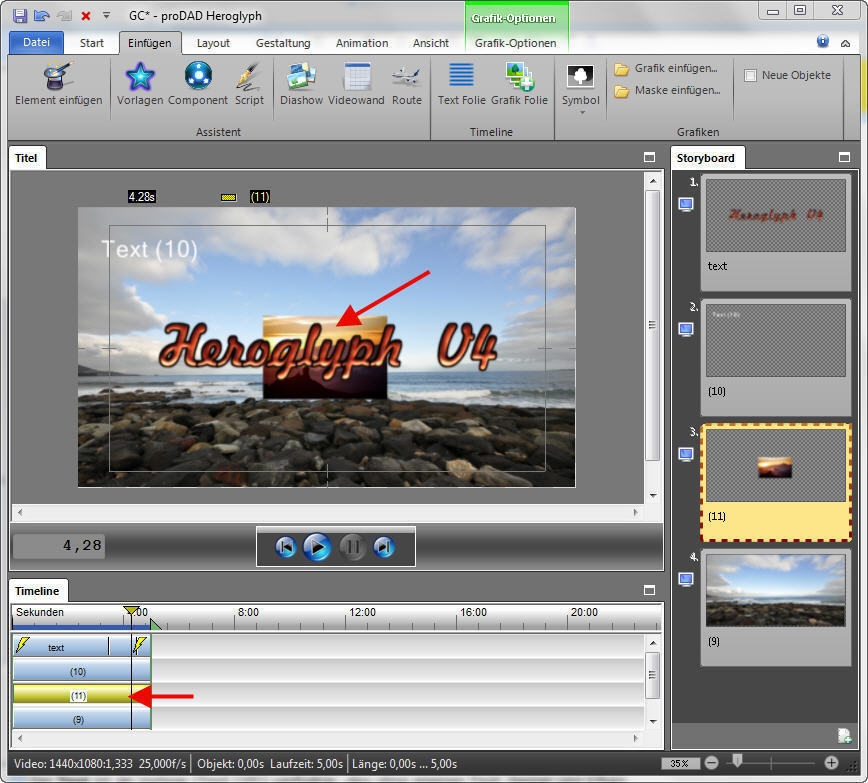 GC* - proDAD Heroglyph
Grafik-Optionen
Datei Start Einfügen Layout Gestaltung Animation Ansicht Grafik-Optionen
Element einfügen Vorlagen Component Script Diashow Videowand Route Text Folie Grafik Folie Symbol Grafik einfügen... Neue Objekte
Maske einfügen...
Assistent Timeline Grafiken
Titel
4.28s (11)
Text (10)
Heroglyph V4
4,28
Storyboard
1.
Heroglyph V4
text
2.
Text (10)
(10)
3.
(11)
4.
(9)
Timeline
Sekunden :00 8:00 12:00 16:00 20:00
text
(10)
(11)
(9)
Video: 1440x1080:1,333 25,000f/s Objekt: 0,00s Laufzeit: 5,00s Länge: 0,00s ... 5,00s 35%